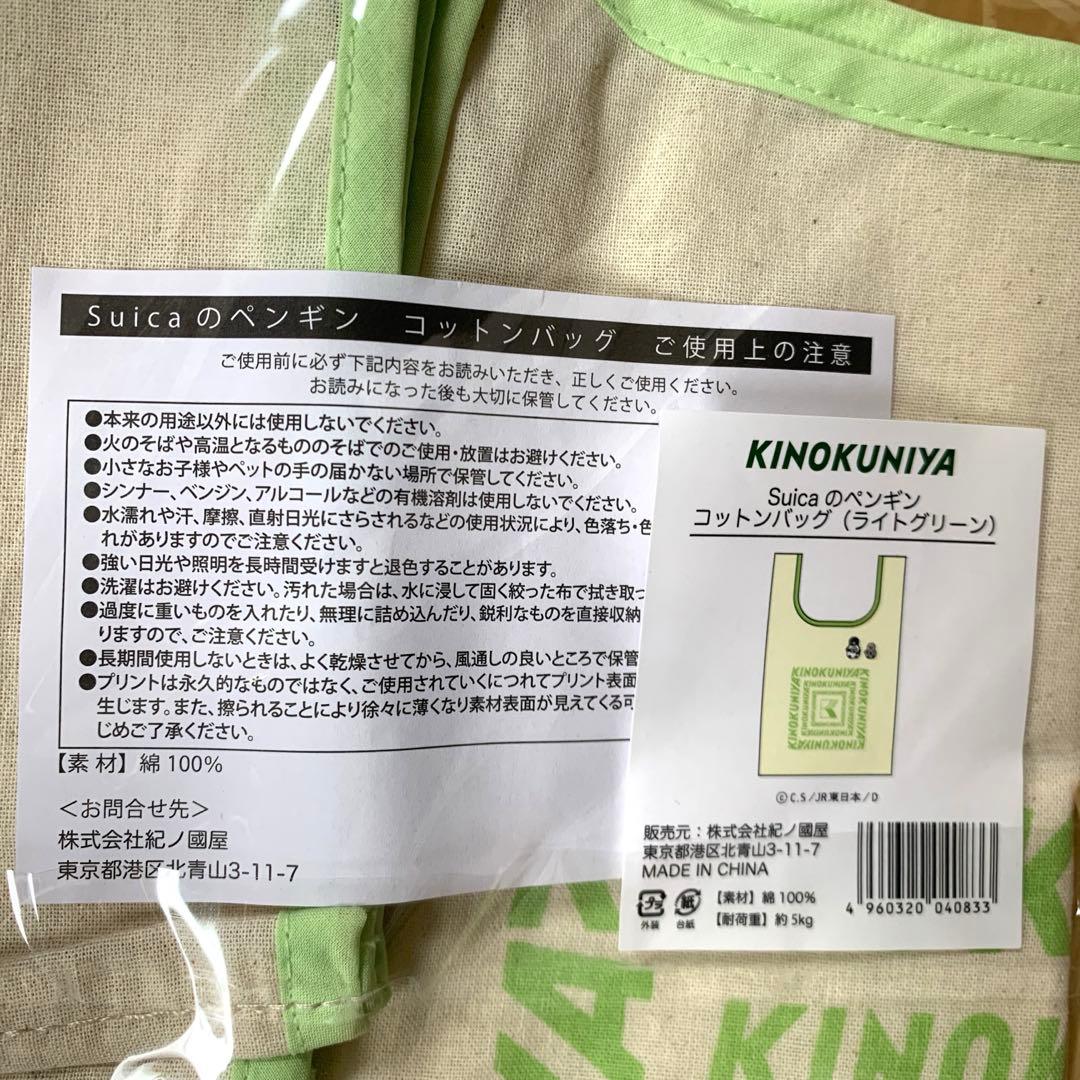 Suicaのペンギン コットンバッグ ご使用上の注意
ご使用前に必ず下記内容をお読みいただき、正しくご使用ください。
お読みになった後も大切に保管してください。
●本来の用途以外には使用しないでください。
●火のそばや高温となるもののそばでのご使用・放置はお避けください。
●小さなお子様やペットの手の届かない場所で保管してください。
●シンナー、ベンジン、アルコールなどの有機溶剤は使用しないでください。
●水濡れや汗、摩擦、直射日光にさらされるなどの使用状況により、色落ち・色
れがありますのでご注意ください。
●強い日光や照明を長時間受けますと退色することがあります。
●洗濯はお避けください。汚れた場合は、水に浸して固く絞った布で拭き取っ
●過度に重いものを入れたり、無理に詰め込んだり、鋭利なものを直接収納
りますので、ご注意ください。
●長期間使用しないときは、よく乾燥させてから、風通しの良いところで保管
●プリントは永久的なものではなく、ご使用されていくにつれてプリント表面
生じます。また、擦られることにより徐々に薄くなり素材表面が見えてくる可
じめご了承ください。
【素 材】 綿 100%
＜お問合せ先＞
株式会社紀ノ國屋
東京都港区北青山3-11-7
KINOKUNIYA
Suica のペンギン
コットンバッグ（ライトグリーン）
KINOKUNIYA
KINOKUNIYA
KINOKUNIYA
KINOKUNIYA
©C.S/JR東日本/D
販売元：株式会社紀ノ國屋
東京都港区北青山3-11-7
MADE IN CHINA
プラ
外装
紙
台紙
【素材】綿 100%
【耐荷重】約 5kg
4 960320 040833
KINOK